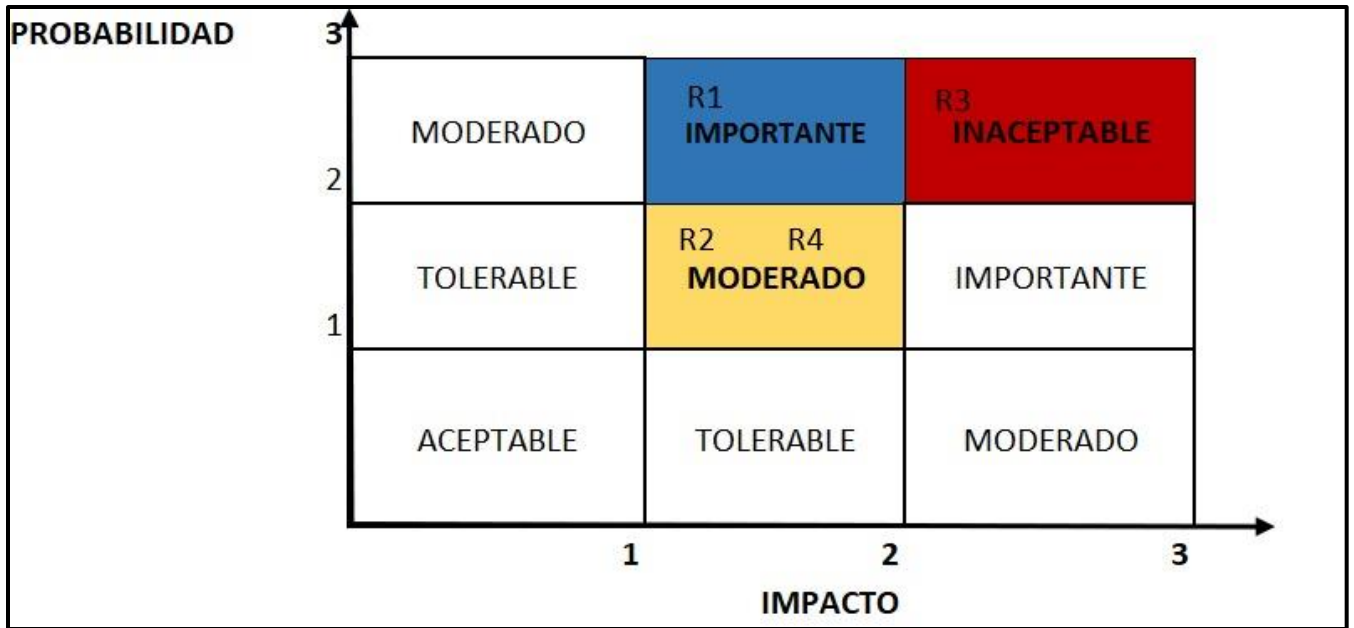 PROBABILIDAD 3
R1 R3
MODERADO IMPORTANTE INACEPTABLE
2
R2 R4
TOLERABLE MODERADO IMPORTANTE
1
ACEPTABLE TOLERABLE MODERADO
1 2 3
IMPACTO